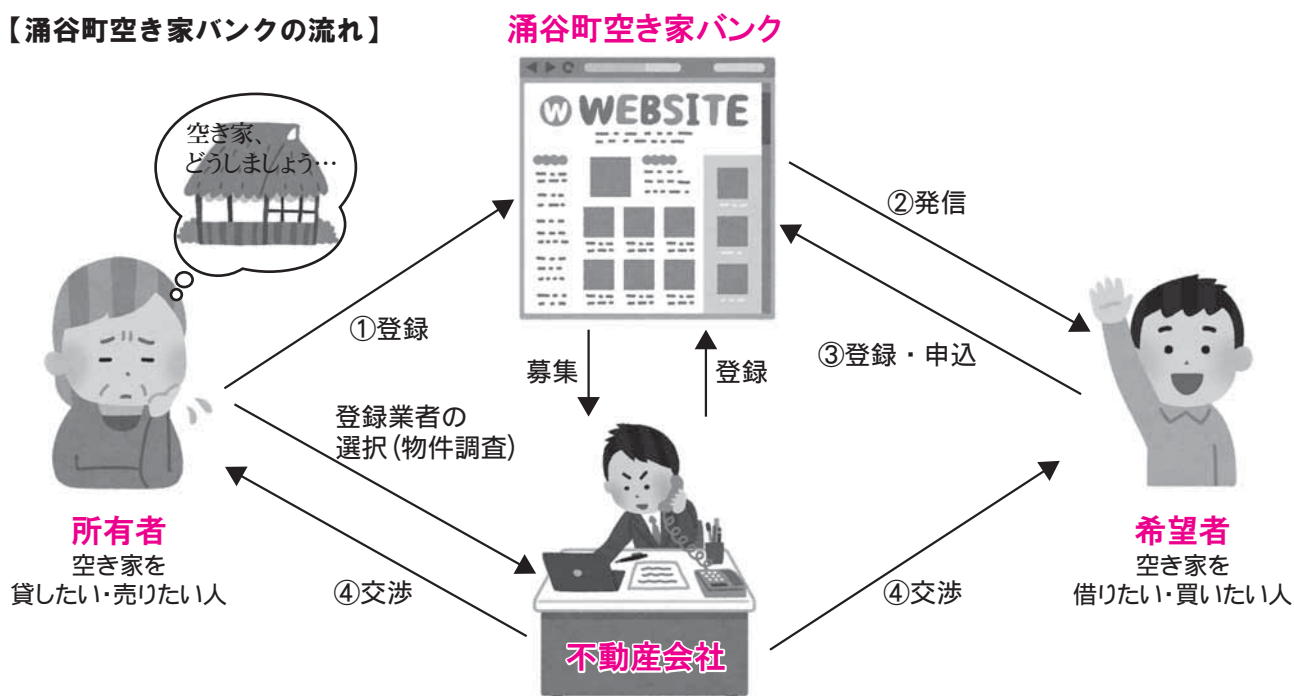 【涌谷町空き家バンクの流れ】
涌谷町空き家バンク
WEBSITE
W
空き家、
どうしましょう…
①登録
②発信
③登録・申込
募集
登録
登録業者の
選択(物件調査)
④交渉
④交渉
所有者
空き家を
貸したい・売りたい人
不動産会社
希望者
空き家を
借りたい・買いたい人